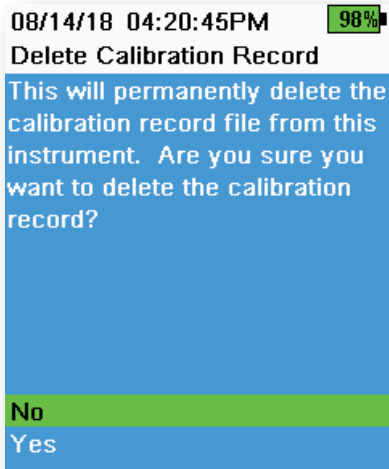 08/14/18 04:20:45PM 98%
Delete Calibration Record
This will permanently delete the
calibration record file from this
instrument. Are you sure you
want to delete the calibration
record?
No
Yes